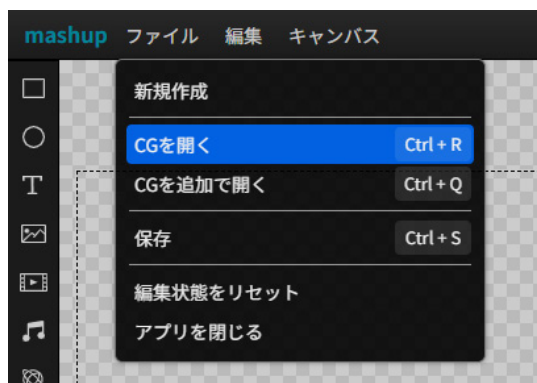 mashup ファイル 編集 キャンバス
新規作成
CGを開く Ctrl + R
CGを追加で開く Ctrl + Q
T
保存 Ctrl + S
編集状態をリセット
アプリを閉じる